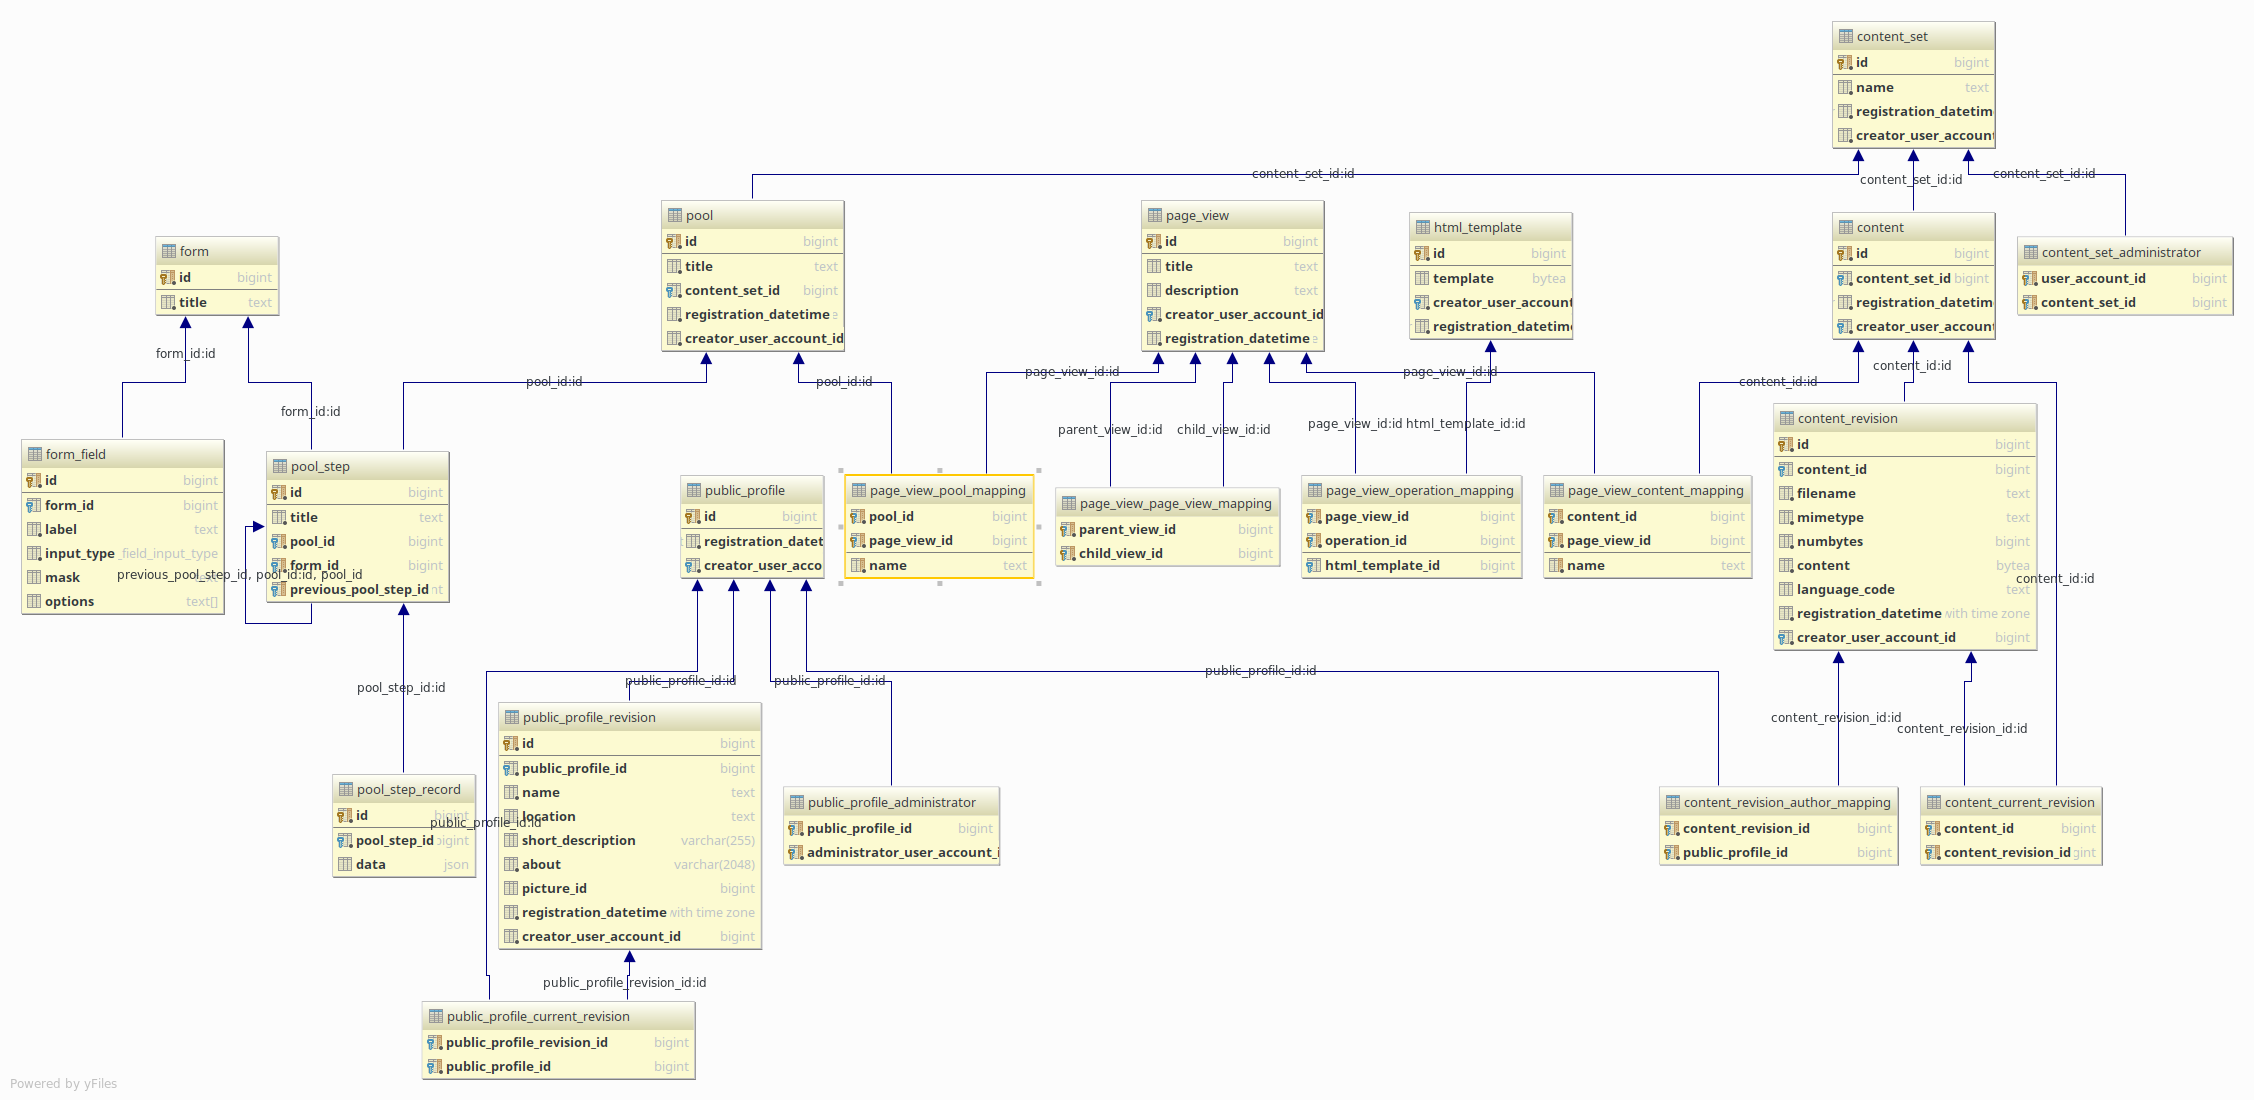 content_set
id bigint
name text
registration_datetim
creator_user_account
content_set_id:id
content_set_id:id
content_set_id:id
pool
id bigint
title text
content_set_id bigint
registration_datetime e
creator_user_account_id
page_view
id bigint
title text
description text
creator_user_account_id
registration_datetime e
html_template
id bigint
template bytea
creator_user_account
registration_datetime
content
id bigint
content_set_id bigint
registration_datetim
creator_user_account
content_set_administrator
user_account_id bigint
content_set_id bigint
form
id bigint
title text
form_id:id
form_id:id
pool_id:id
pool_id:id
page_view_id:id
parent_view_id:id
child_view_id:id
page_view_id:id
html_template_id:id
page_view_id:id
content_id:id
content_id:id
content_id:id
form_field
id bigint
form_id bigint
label text
input_type _field_input_type
mask text
options text[]
pool_step
id bigint
title text
pool_id bigint
form_id bigint
previous_pool_step_id nt
previous_pool_step_id, pool_id:id, pool_id
public_profile
id bigint
registration_datet
creator_user_acco
page_view_pool_mapping
pool_id bigint
page_view_id bigint
name text
page_view_page_view_mapping
parent_view_id bigint
child_view_id bigint
page_view_operation_mapping
page_view_id bigint
operation_id bigint
html_template_id bigint
page_view_content_mapping
content_id bigint
page_view_id bigint
name text
content_revision
id bigint
content_id bigint
filename text
mimetype text
numbytes bigint
content bytea
language_code text
registration_datetime with time zone
creator_user_account_id bigint
pool_step_id:id
public_profile_id:id
public_profile_id:id
public_profile_id:id
public_profile_id:id
content_revision_id:id
content_revision_id:id
pool_step_record
id bigint
pool_step_id bigint
data json
public_profile_revision
id bigint
public_profile_id bigint
name text
location text
short_description varchar(255)
about varchar(2048)
picture_id bigint
registration_datetime with time zone
creator_user_account_id bigint
public_profile_administrator
public_profile_id bigint
administrator_user_account_i
content_revision_author_mapping
content_revision_id bigint
public_profile_id bigint
content_current_revision
content_id bigint
content_revision_id gint
public_profile_revision_id:id
public_profile_current_revision
public_profile_revision_id bigint
public_profile_id bigint
Powered by yFiles